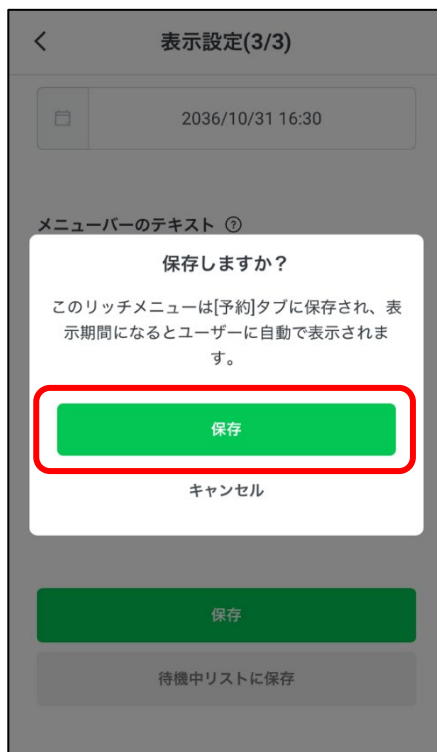 表示設定(3/3)
2036/10/31 16:30
メニューバーのテキスト ?
保存しますか？
このリッチメニューは[予約]タブに保存され、表
示期間になるとユーザーに自動で表示されま
す。
保存
キャンセル
保存
待機中リストに保存